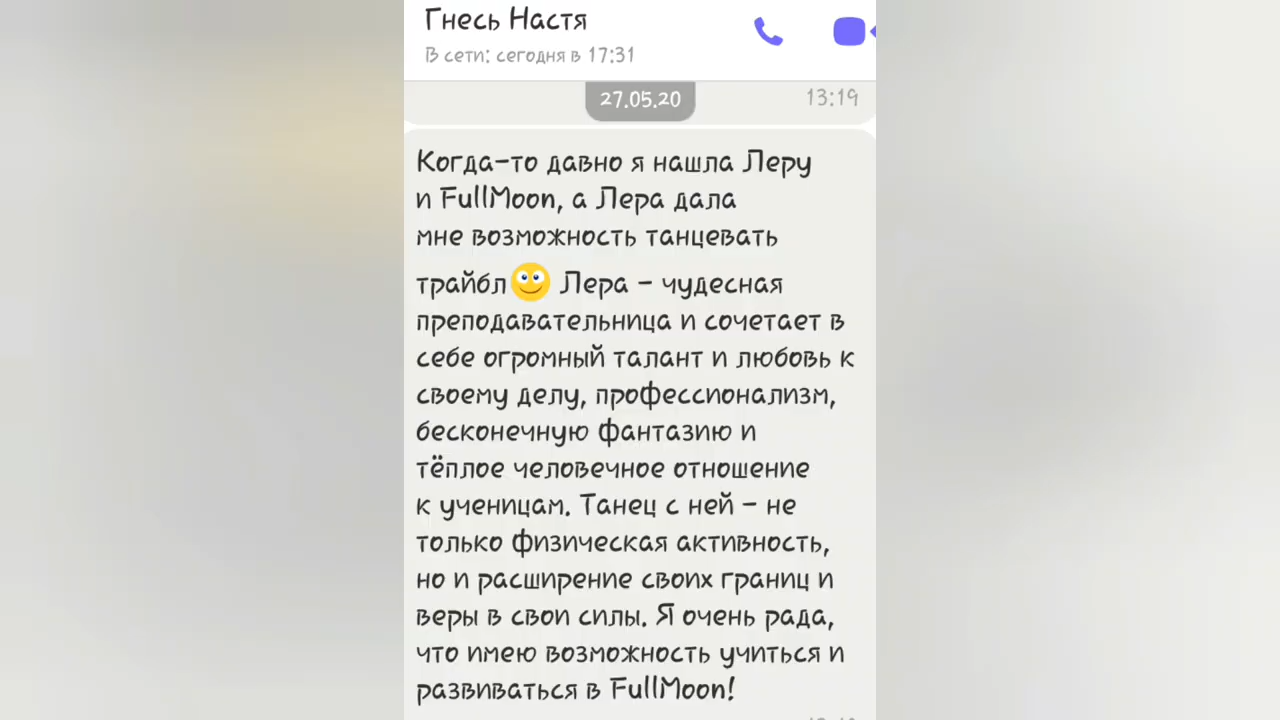 Гнесь Настя
В сети: сегодня в 17:31
27.05.20
13:19
Когда-то давно я нашла Леру
и FullMoon, а Лера дала
мне возможность танцевать
трайбл🙂 Лера - чудесная
преподавательница и сочетает в
себе огромный талант и любовь к
своему делу, профессионализм,
бесконечную фантазию и
тёплое человечное отношение
к ученицам. Танец с ней - не
только физическая активность,
но и расширение своих границ и
веры в свои силы. Я очень рада,
что имею возможность учиться и
развиваться в FullMoon!